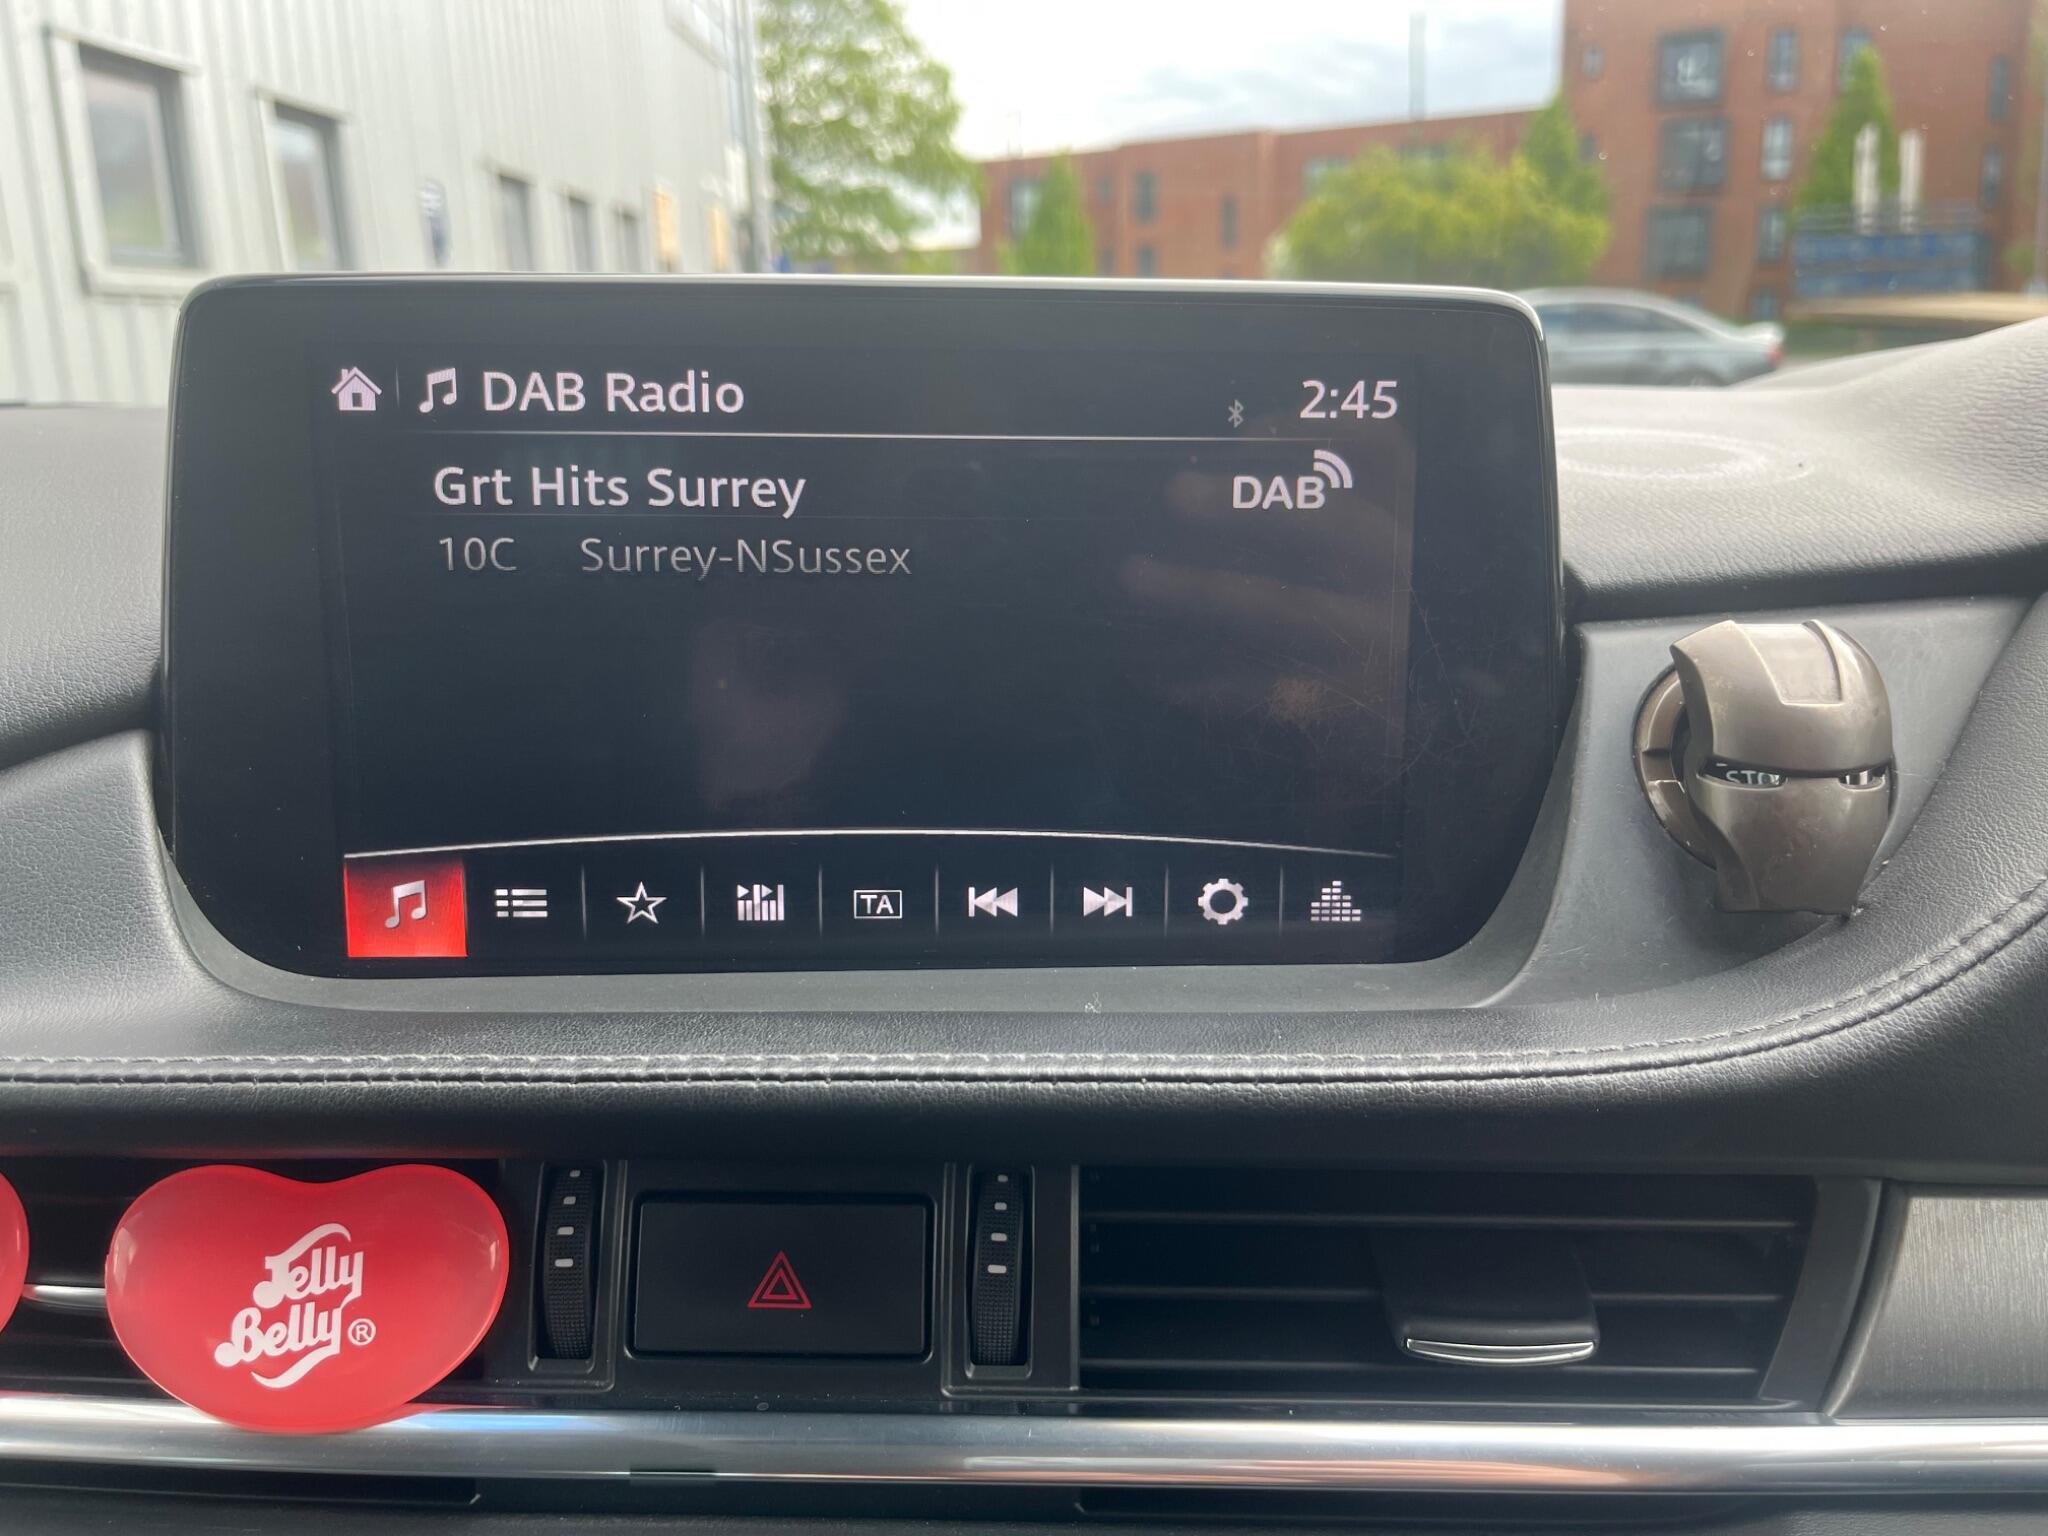 DAB Radio
2:45
Grt Hits Surrey
DAB
10C Surrey-NSussex
TA
Jelly
Belly®